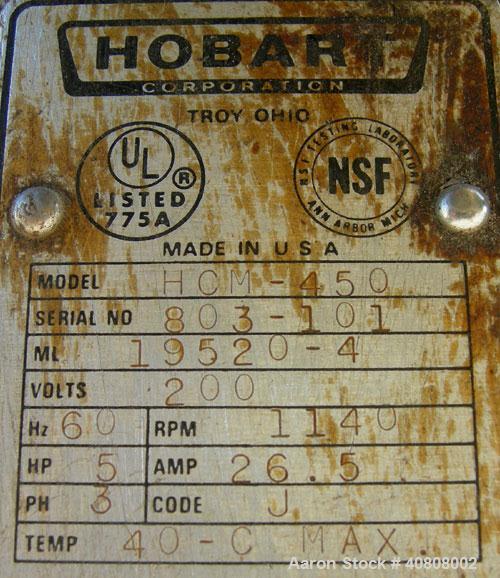 HOBART
CORPORATION
TROY OHIO
UL ®
LISTED
775A
NSF TESTING LABORATORY
NSF
ANN ARBOR MICH
MADE IN U S A
MODEL HCM-450
SERIAL NO 803-101
ML 19520-4
VOLTS 200
Hz 60 RPM 1140
HP 5 AMP 26.5
PH 3 CODE J
TEMP 40-C MAX.
Aaron Stock # 40808002